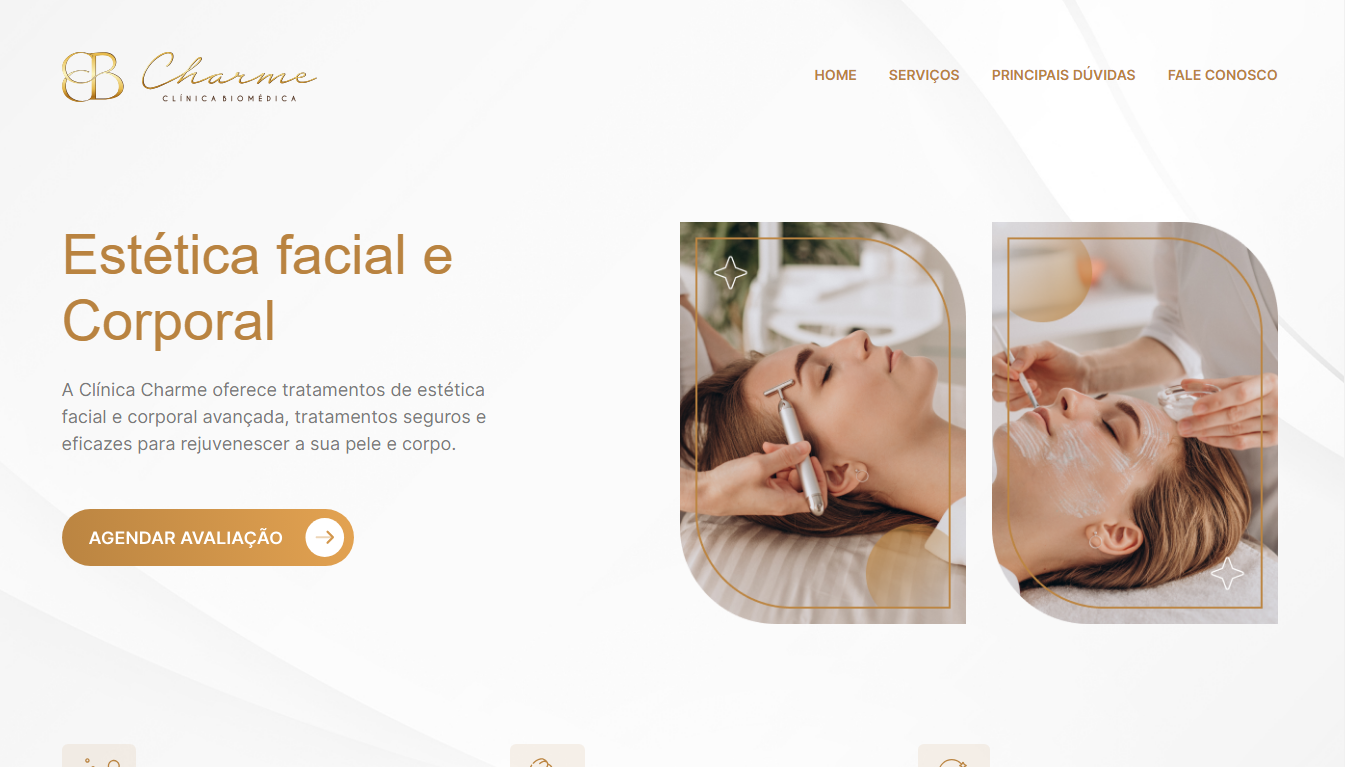 Charme
CLÍNICA BIOMÉDICA
HOME SERVIÇOS PRINCIPAIS DÚVIDAS FALE CONOSCO
Estética facial e
Corporal
A Clínica Charme oferece tratamentos de estética
facial e corporal avançada, tratamentos seguros e
eficazes para rejuvenescer a sua pele e corpo.
AGENDAR AVALIAÇÃO